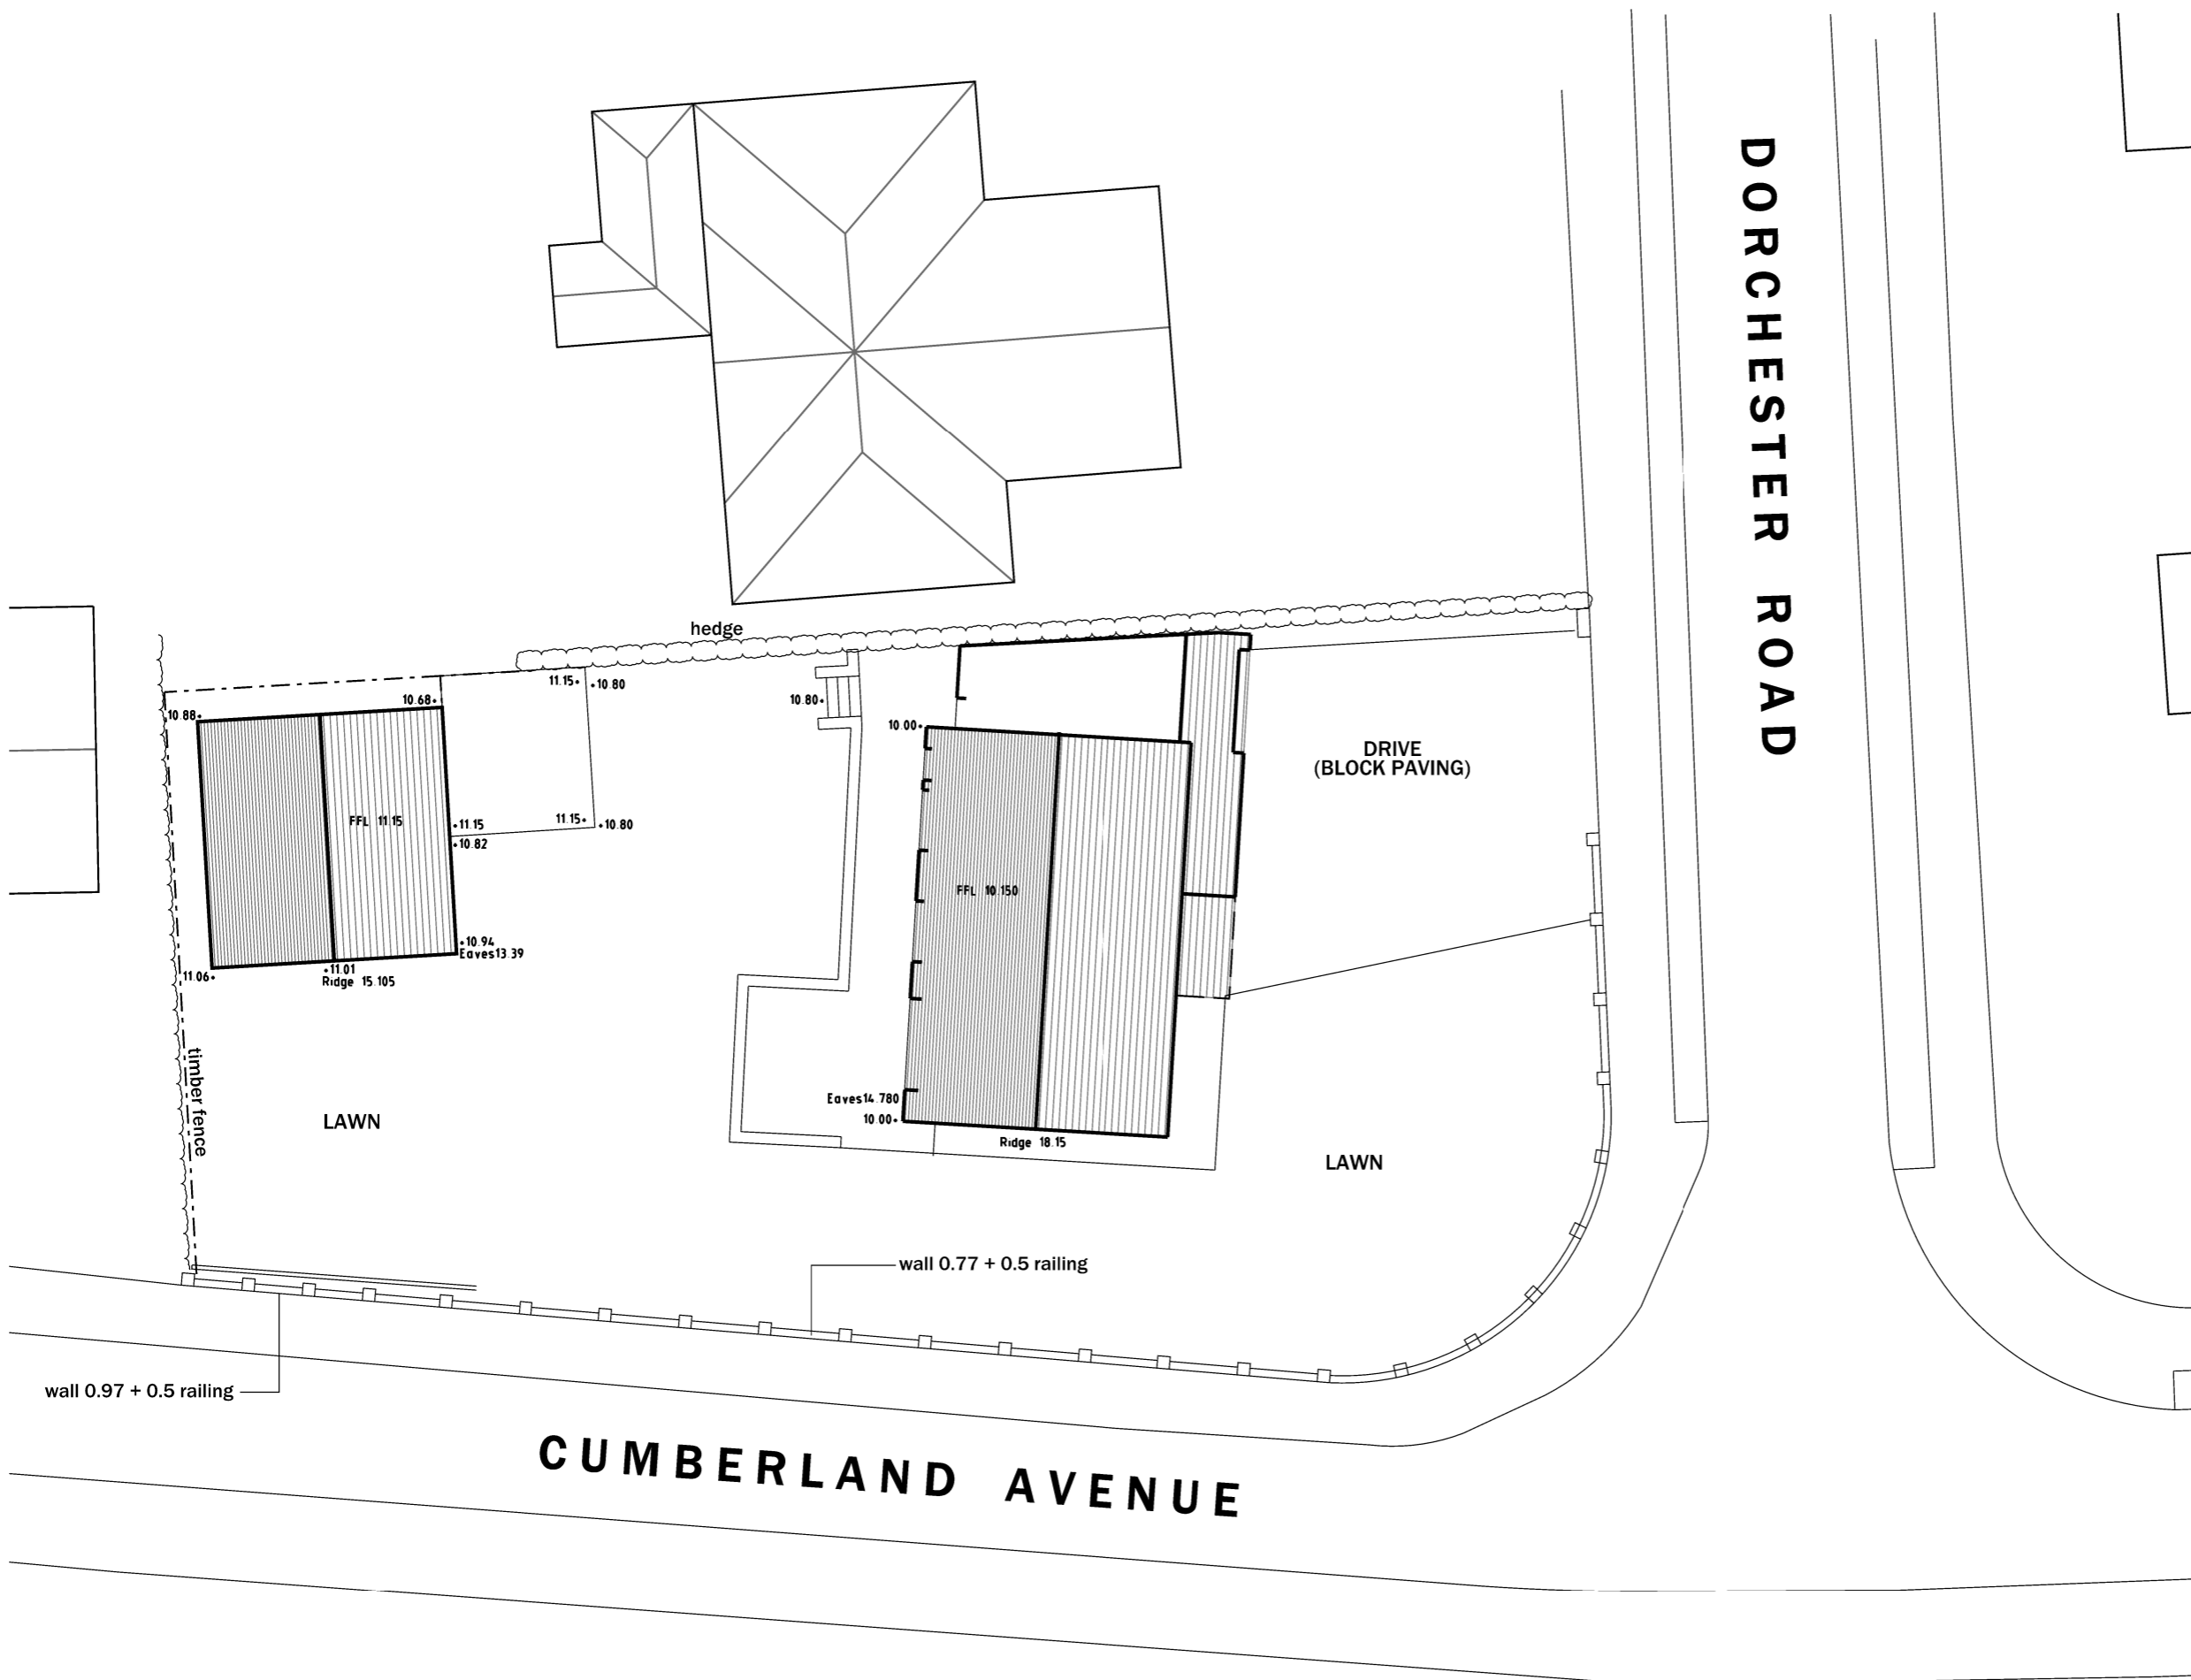 DORCHESTER ROAD
hedge
11.15
10.80
10.68
10.88
10.80
10.00
DRIVE
(BLOCK PAVING)
FFL 11.15
11.15
10.82
11.15
10.80
FFL 10.150
10.94
Eaves13.39
11.01
Ridge 15.105
11.06
timber fence
LAWN
Eaves14.780
10.00
Ridge 18.15
LAWN
wall 0.77 + 0.5 railing
wall 0.97 + 0.5 railing
CUMBERLAND AVENUE